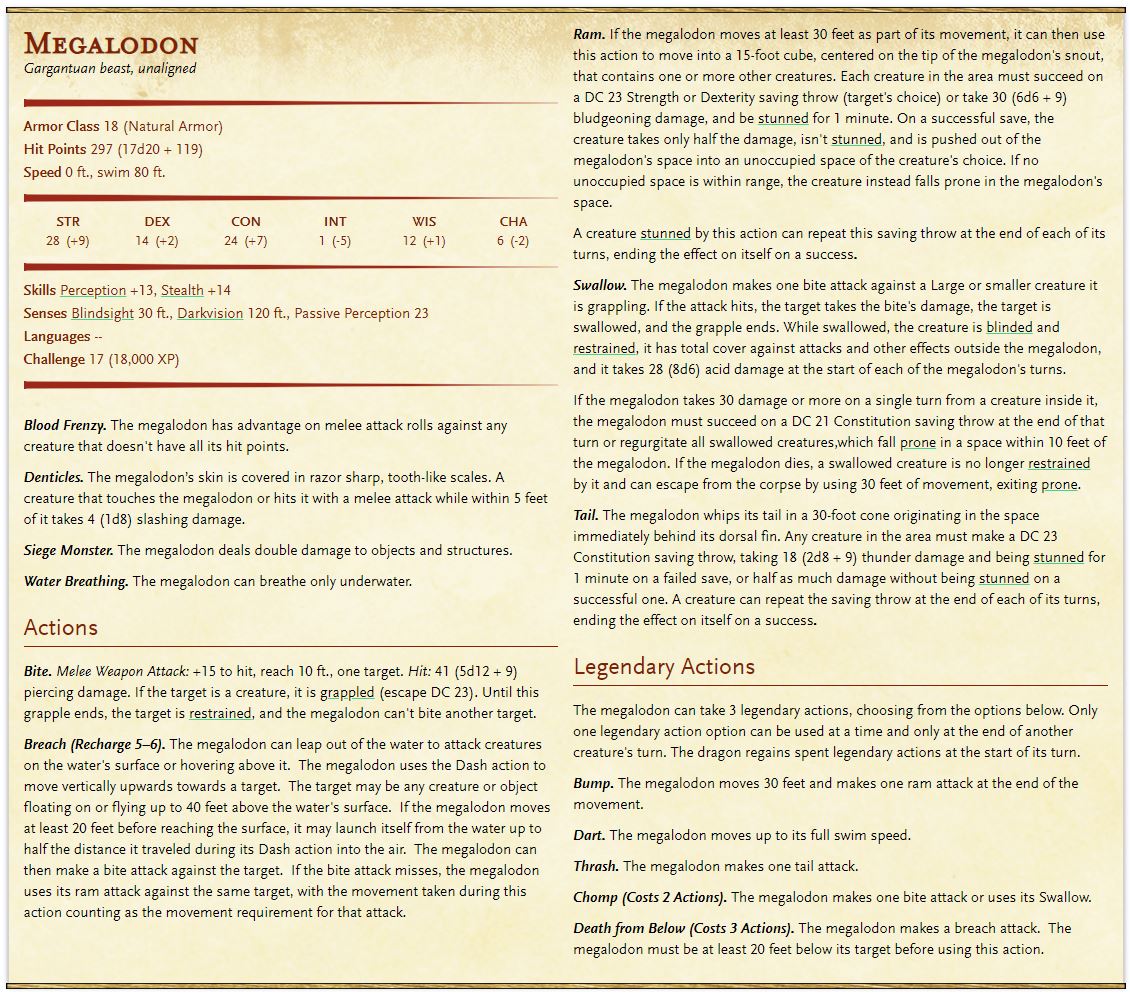 Megalodon
Gargantuan beast, unaligned
Armor Class 18 (Natural Armor)
Hit Points 297 (17d20 + 119)
Speed 0 ft., swim 80 ft.
STR DEX CON INT WIS CHA
28 (+9) 14 (+2) 24 (+7) 1 (-5) 12 (+1) 6 (-2)
Skills Perception +13, Stealth +14
Senses Blindsight 30 ft., Darkvision 120 ft., Passive Perception 23
Languages --
Challenge 17 (18,000 XP)
Blood Frenzy. The megalodon has advantage on melee attack rolls against any
creature that doesn't have all its hit points.
Denticles. The megalodon's skin is covered in razor sharp, tooth-like scales. A
creature that touches the megalodon or hits it with a melee attack while within 5 feet
of it takes 4 (1d8) slashing damage.
Siege Monster. The megalodon deals double damage to objects and structures.
Water Breathing. The megalodon can breathe only underwater.
Actions
Bite. Melee Weapon Attack: +15 to hit, reach 10 ft., one target. Hit: 41 (5d12 + 9)
piercing damage. If the target is a creature, it is grappled (escape DC 23). Until this
grapple ends, the target is restrained, and the megalodon can't bite another target.
Breach (Recharge 5–6). The megalodon can leap out of the water to attack creatures
on the water's surface or hovering above it. The megalodon uses the Dash action to
move vertically upwards towards a target. The target may be any creature or object
floating on or flying up to 40 feet above the water's surface. If the megalodon moves
at least 20 feet before reaching the surface, it may launch itself from the water up to
half the distance it traveled during its Dash action into the air. The megalodon can
then make a bite attack against the target. If the bite attack misses, the megalodon
uses its ram attack against the same target, with the movement taken during this
action counting as the movement requirement for that attack.
Ram. If the megalodon moves at least 30 feet as part of its movement, it can then use
this action to move into a 15-foot cube, centered on the tip of the megalodon's snout,
that contains one or more other creatures. Each creature in the area must succeed on
a DC 23 Strength or Dexterity saving throw (target's choice) or take 30 (6d6 + 9)
bludgeoning damage, and be stunned for 1 minute. On a successful save, the
creature takes only half the damage, isn't stunned, and is pushed out of the
megalodon's space into an unoccupied space of the creature's choice. If no
unoccupied space is within range, the creature instead falls prone in the megalodon's
space.
A creature stunned by this action can repeat this saving throw at the end of each of its
turns, ending the effect on itself on a success.
Swallow. The megalodon makes one bite attack against a Large or smaller creature it
is grappling. If the attack hits, the target takes the bite's damage, the target is
swallowed, and the grapple ends. While swallowed, the creature is blinded and
restrained, it has total cover against attacks and other effects outside the megalodon,
and it takes 28 (8d6) acid damage at the start of each of the megalodon's turns.
If the megalodon takes 30 damage or more on a single turn from a creature inside it,
the megalodon must succeed on a DC 21 Constitution saving throw at the end of that
turn or regurgitate all swallowed creatures,which fall prone in a space within 10 feet of
the megalodon. If the megalodon dies, a swallowed creature is no longer restrained
by it and can escape from the corpse by using 30 feet of movement, exiting prone.
Tail. The megalodon whips its tail in a 30-foot cone originating in the space
immediately behind its dorsal fin. Any creature in the area must make a DC 23
Constitution saving throw, taking 18 (2d8 + 9) thunder damage and being stunned for
1 minute on a failed save, or half as much damage without being stunned on a
successful one. A creature can repeat the saving throw at the end of each of its turns,
ending the effect on itself on a success.
Legendary Actions
The megalodon can take 3 legendary actions, choosing from the options below. Only
one legendary action option can be used at a time and only at the end of another
creature's turn. The dragon regains spent legendary actions at the start of its turn.
Bump. The megalodon moves 30 feet and makes one ram attack at the end of the
movement.
Dart. The megalodon moves up to its full swim speed.
Thrash. The megalodon makes one tail attack.
Chomp (Costs 2 Actions). The megalodon makes one bite attack or uses its Swallow.
Death from Below (Costs 3 Actions). The megalodon makes a breach attack. The
megalodon must be at least 20 feet below its target before using this action.